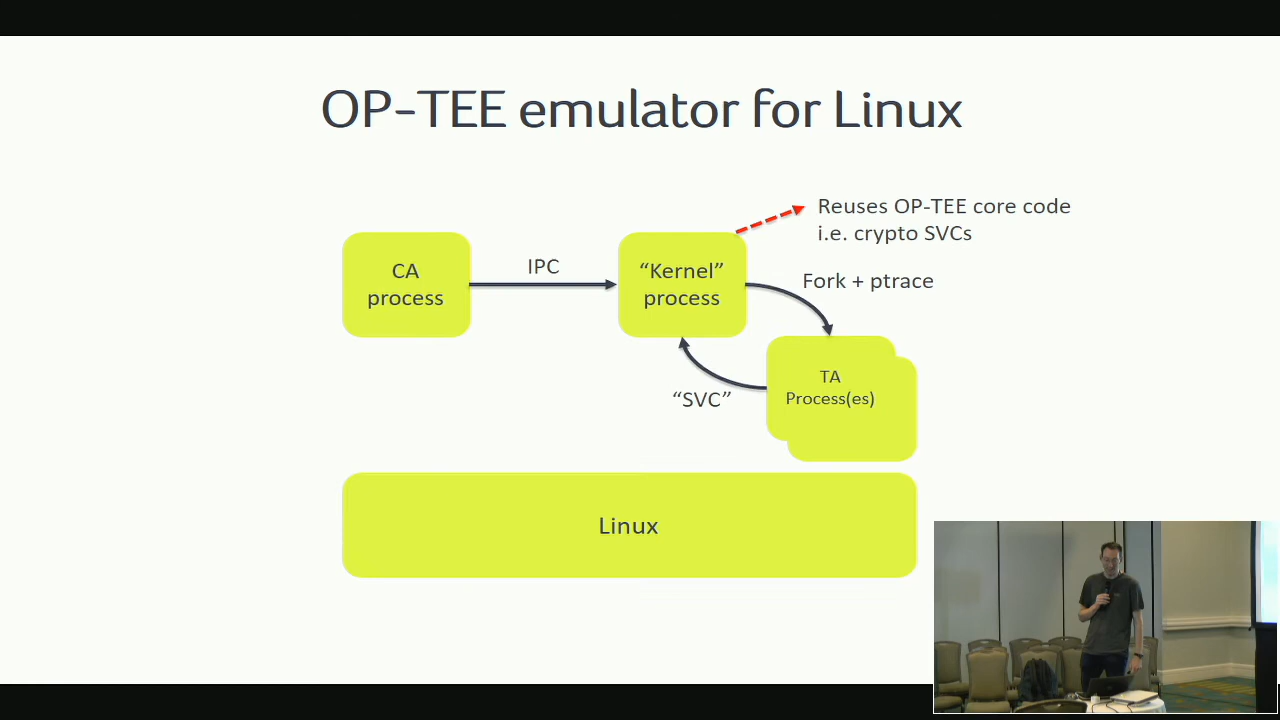 OP-TEE emulator for Linux
Reuses OP-TEE core code
i.e. crypto SVCs
CA
process
IPC
“Kernel”
process
Fork + ptrace
TA
Process(es)
“SVC”
Linux